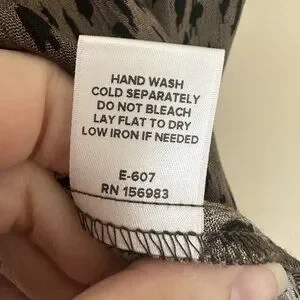 HAND WASH
COLD SEPARATELY
DO NOT BLEACH
LAY FLAT TO DRY
LOW IRON IF NEEDED
E-607
RN 156983